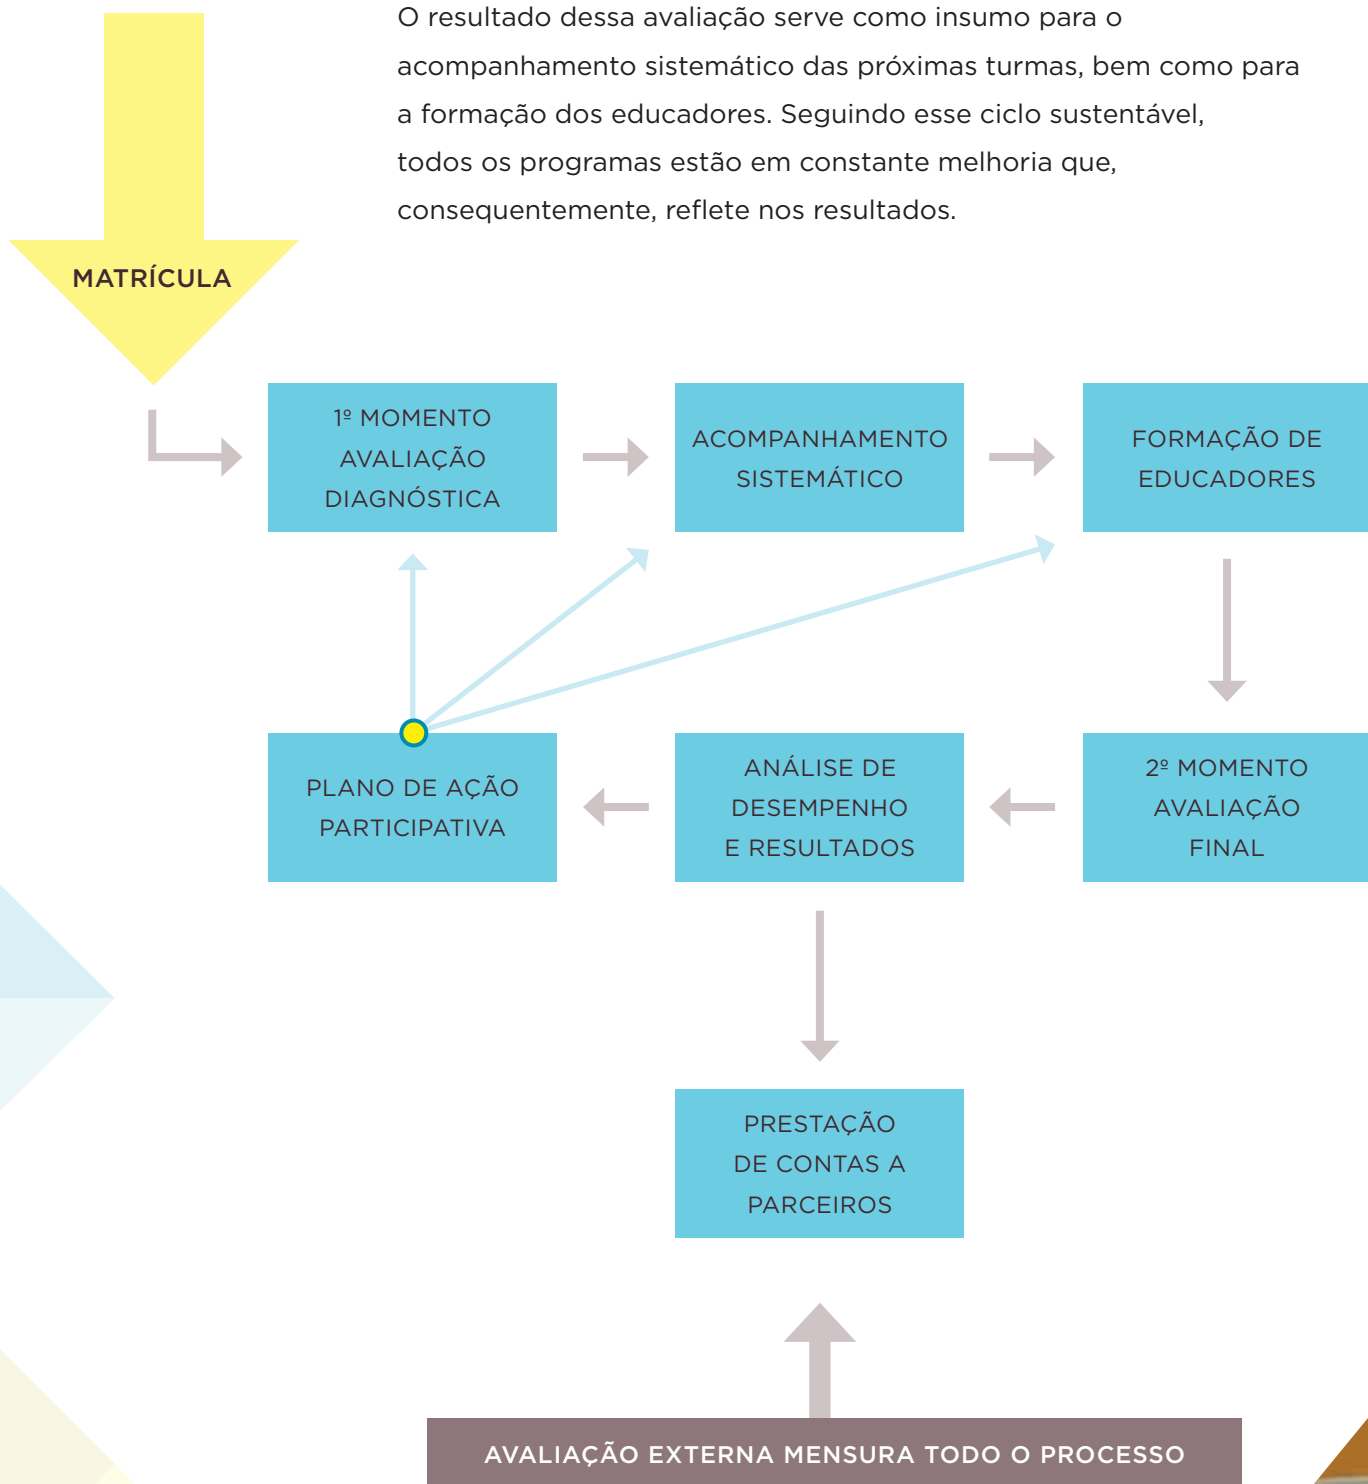 O resultado dessa avaliação serve como insumo para o
acompanhamento sistemático das próximas turmas, bem como para
a formação dos educadores. Seguindo esse ciclo sustentável,
todos os programas estão em constante melhoria que,
consequentemente, reflete nos resultados.
MATRÍCULA
1º MOMENTO
AVALIAÇÃO
DIAGNÓSTICA
ACOMPANHAMENTO
SISTEMÁTICO
FORMAÇÃO DE
EDUCADORES
PLANO DE AÇÃO
PARTICIPATIVA
ANÁLISE DE
DESEMPENHO
E RESULTADOS
2º MOMENTO
AVALIAÇÃO
FINAL
PRESTAÇÃO
DE CONTAS A
PARCEIROS
AVALIAÇÃO EXTERNA MENSURA TODO O PROCESSO